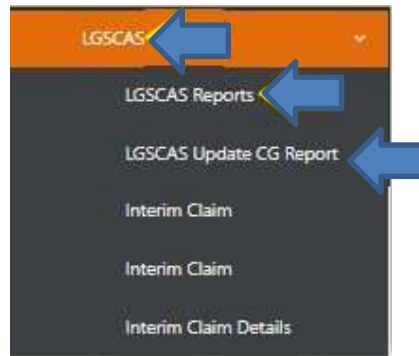 LGSCAS
LGSCAS Reports
LGSCAS Update CG Report
Interim Claim
Interim Claim
Interim Claim Details